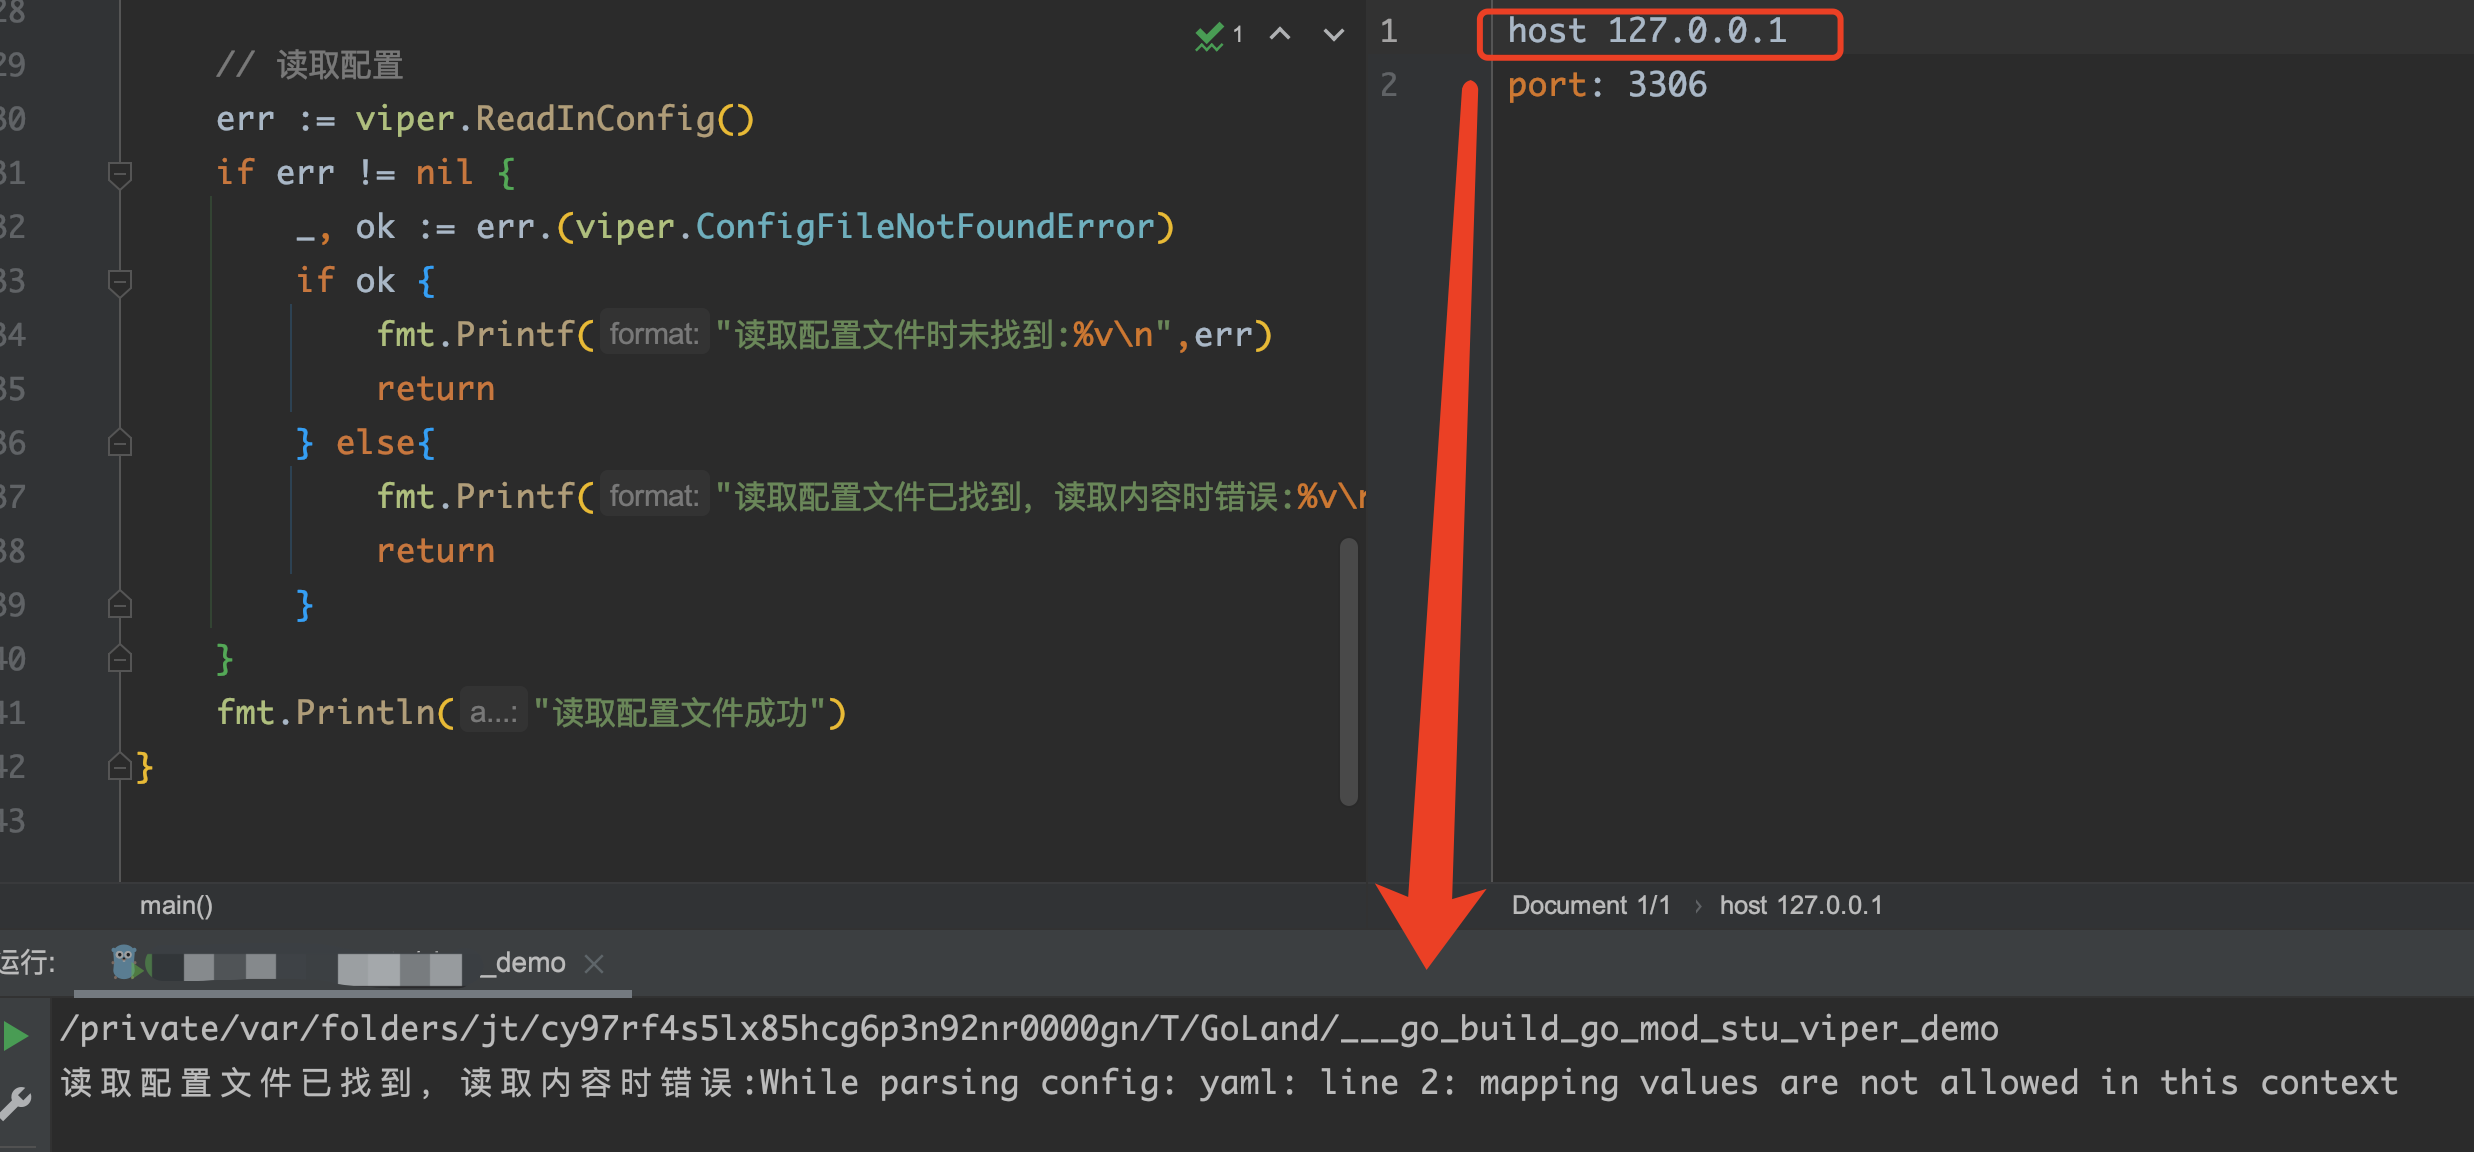 28
29 // 读取配置
30 err := viper.ReadInConfig()
31 if err != nil {
32 _, ok := err.(viper.ConfigFileNotFoundError)
33 if ok {
34 fmt.Printf( format: "读取配置文件时未找到:%v\n",err)
35 return
36 } else{
37 fmt.Printf( format: "读取配置文件已找到, 读取内容时错误:%v\
38 return
39 }
40 }
41 fmt.Println( a...: "读取配置文件成功")
42 }
43
1
1 host 127.0.0.1
2 port: 3306
main()
Document 1/1 › host 127.0.0.1
运行:
_demo
/private/var/folders/jt/cy97rf4s5lx85hcg6p3n92nr0000gn/T/GoLand/___go_build_go_mod_stu_viper_demo
读取配置文件已找到, 读取内容时错误:While parsing config: yaml: line 2: mapping values are not allowed in this context